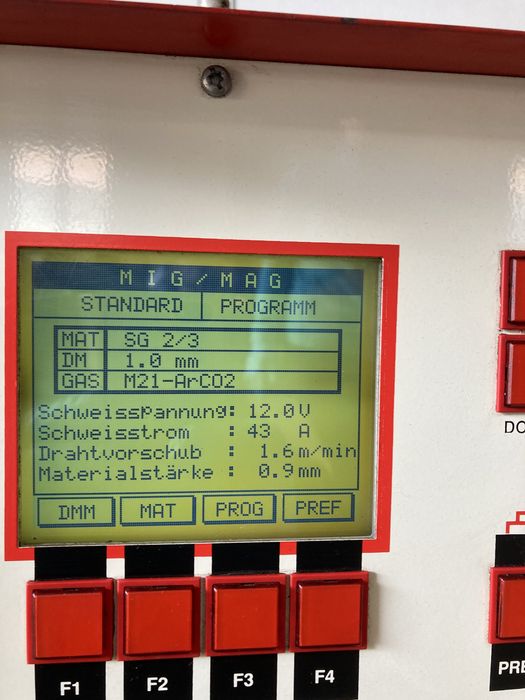 MIG/MAG
STANDARD PROGRAMM
MAT SG 2/3
DM 1.0 mm
GAS M21-ArCO2
Schweisspannung: 12.0V
Schweisstrom : 43 A
Drahtvorschub : 1.6m/min
Materialstärke : 0.9mm
DMM MAT PROG PREF
F1 F2 F3 F4